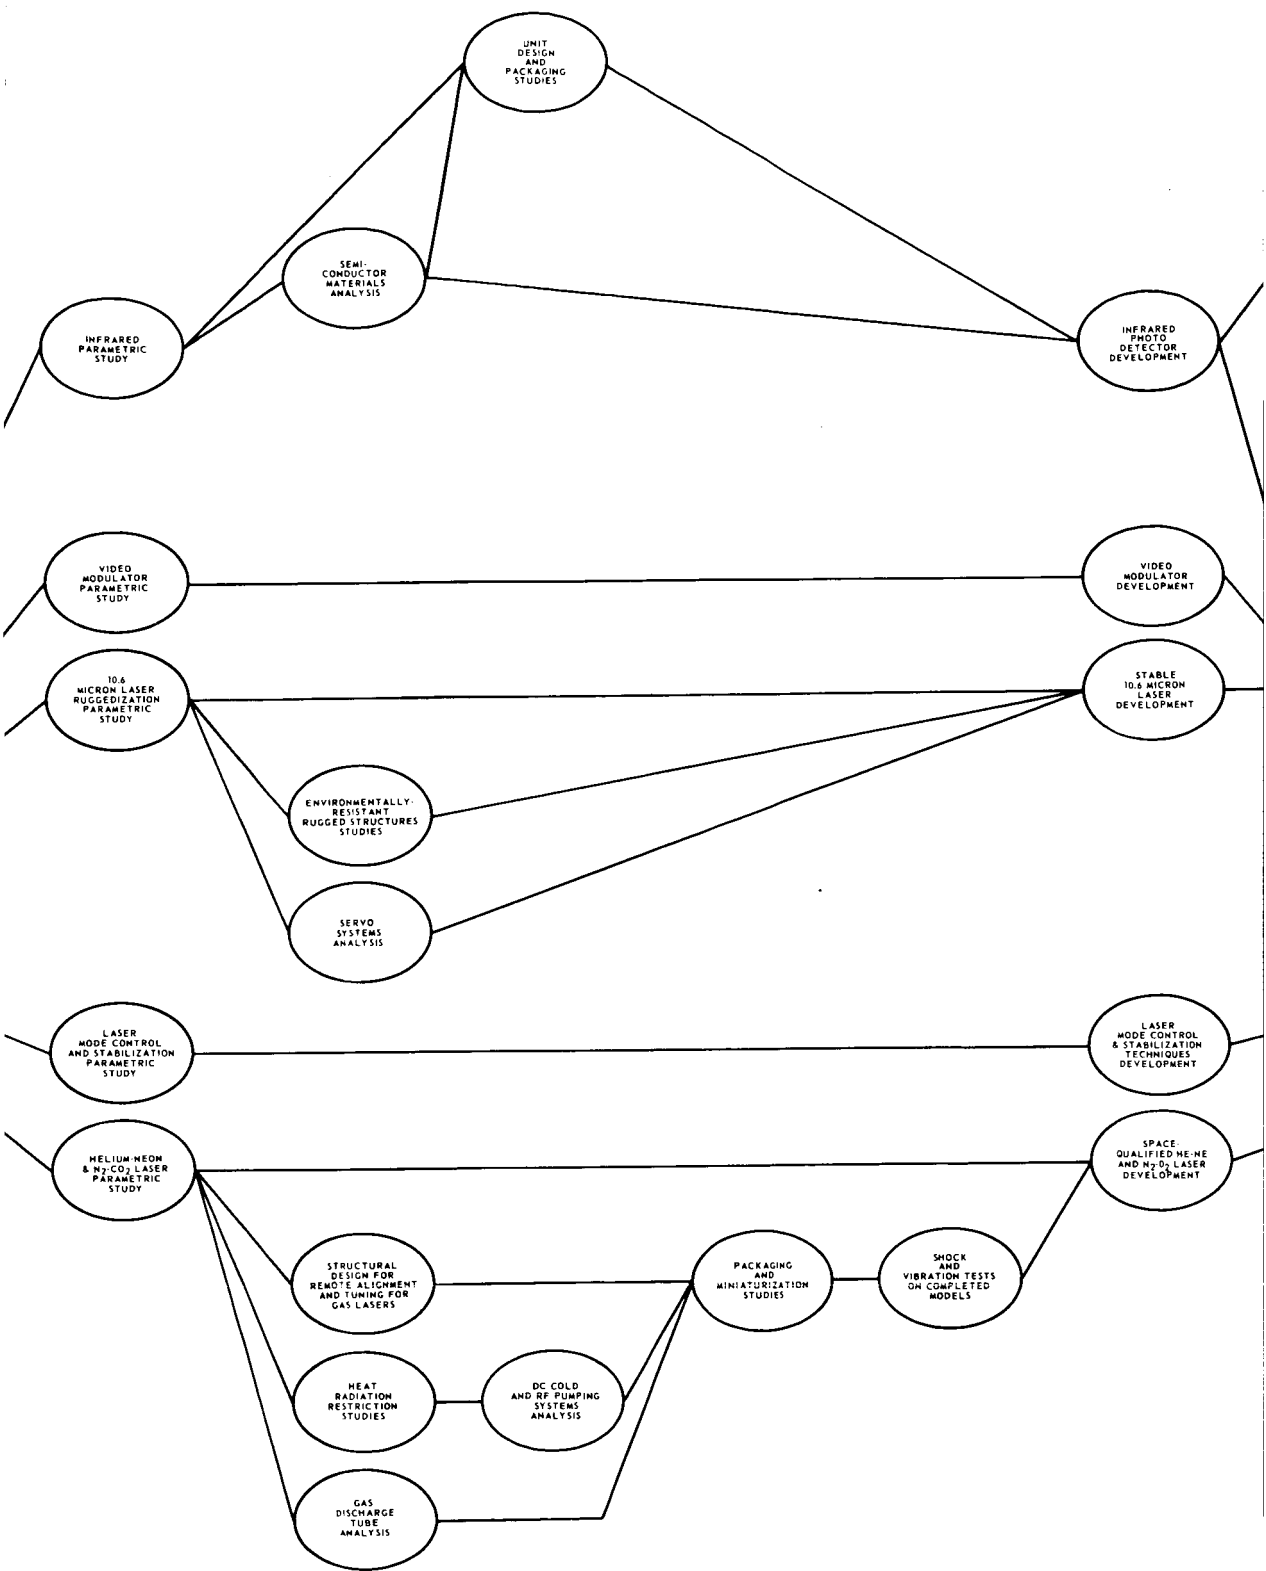 UNIT
DESIGN
AND
PACKAGING
STUDIES
SEMI-
CONDUCTOR
MATERIALS
ANALYSIS
INFRARED
PARAMETRIC
STUDY
INFRARED
PHOTO
DETECTOR
DEVELOPMENT
VIDEO
MODULATOR
PARAMETRIC
STUDY
VIDEO
MODULATOR
DEVELOPMENT
10.6
MICRON LASER
RUGGEDIZATION
PARAMETRIC
STUDY
STABLE
10.6 MICRON
LASER
DEVELOPMENT
ENVIRONMENTALLY-
RESISTANT
RUGGED STRUCTURES
STUDIES
SERVO
SYSTEMS
ANALYSIS
LASER
MODE CONTROL
AND STABILIZATION
PARAMETRIC
STUDY
LASER
MODE CONTROL
& STABILIZATION
TECHNIQUES
DEVELOPMENT
HELIUM-NEON
& N2-CO2 LASER
PARAMETRIC
STUDY
SPACE-
QUALIFIED HE-NE
AND N2-O2 LASER
DEVELOPMENT
STRUCTURAL
DESIGN FOR
REMOTE ALIGNMENT
AND TUNING FOR
GAS LASERS
PACKAGING
AND
MINIATURIZATION
STUDIES
SHOCK
AND
VIBRATION TESTS
ON COMPLETED
MODELS
HEAT
RADIATION
RESTRICTION
STUDIES
DC COLD
AND RF PUMPING
SYSTEMS
ANALYSIS
GAS
DISCHARGE
TUBE
ANALYSIS